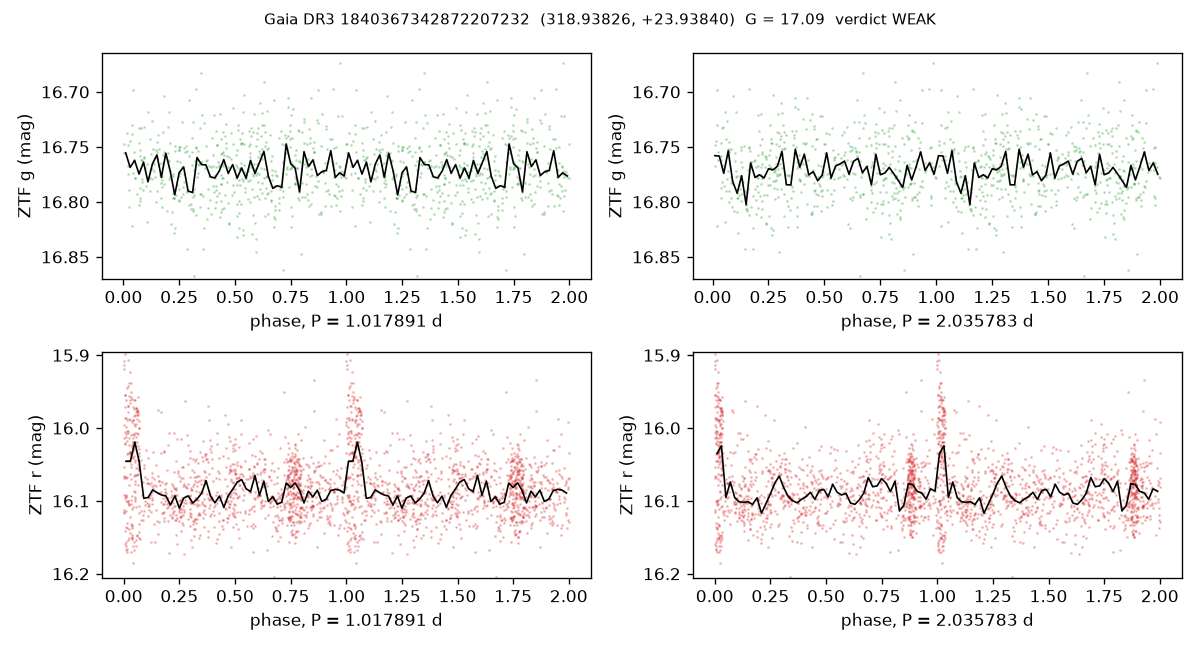 Gaia DR3 1840367342872207232 (318.93826, +23.93840) G = 17.09 verdict WEAK
ZTF g (mag)
16.70
16.75
16.80
16.85
0.00 0.25 0.50 0.75 1.00 1.25 1.50 1.75 2.00
phase, P = 1.017891 d
ZTF g (mag)
16.70
16.75
16.80
16.85
0.00 0.25 0.50 0.75 1.00 1.25 1.50 1.75 2.00
phase, P = 2.035783 d
ZTF r (mag)
15.9
16.0
16.1
16.2
0.00 0.25 0.50 0.75 1.00 1.25 1.50 1.75 2.00
phase, P = 1.017891 d
ZTF r (mag)
15.9
16.0
16.1
16.2
0.00 0.25 0.50 0.75 1.00 1.25 1.50 1.75 2.00
phase, P = 2.035783 d